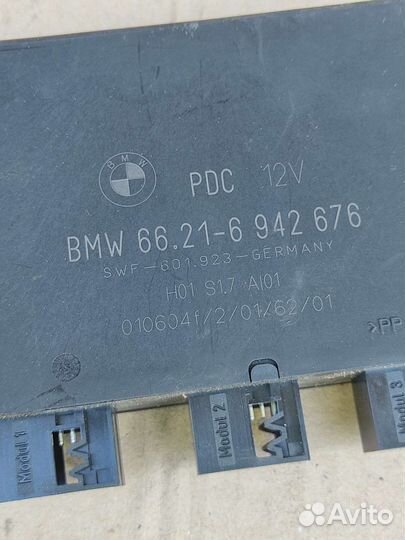 BMW
PDC 12V
BMW 66.21-6 942 676
SWF-601.923-GERMANY
H01 S1.7 AI01
010604f/2/01/62/01
>PP
Modul 1
Modul 2
Modul 3
Avito